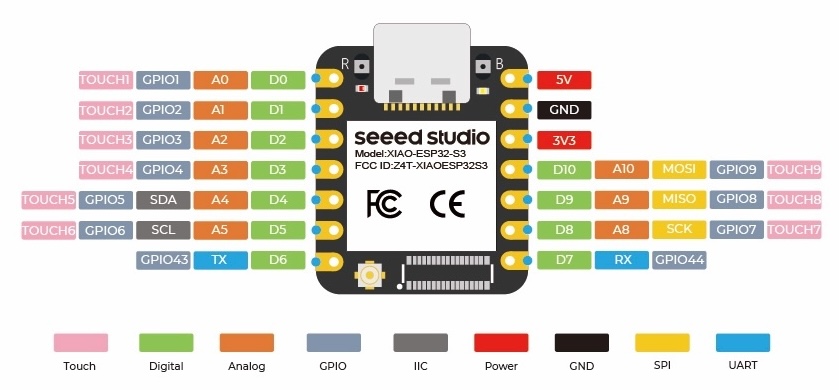 R B
TOUCH1 GPIO1 A0 D0 5V
TOUCH2 GPIO2 A1 D1 GND
TOUCH3 GPIO3 A2 D2 3V3
TOUCH4 GPIO4 A3 D3 D10 A10 MOSI GPIO9 TOUCH9
TOUCH5 GPIO5 SDA A4 D4 D9 A9 MISO GPIO8 TOUCH8
TOUCH6 GPIO6 SCL A5 D5 D8 A8 SCK GPIO7 TOUCH7
GPIO43 TX D6 D7 RX GPIO44
seeed studio
Model:XIAO-ESP32-S3
FCC ID:Z4T-XIAOESP32S3
FC CE
Touch Digital Analog GPIO IIC Power GND SPI UART